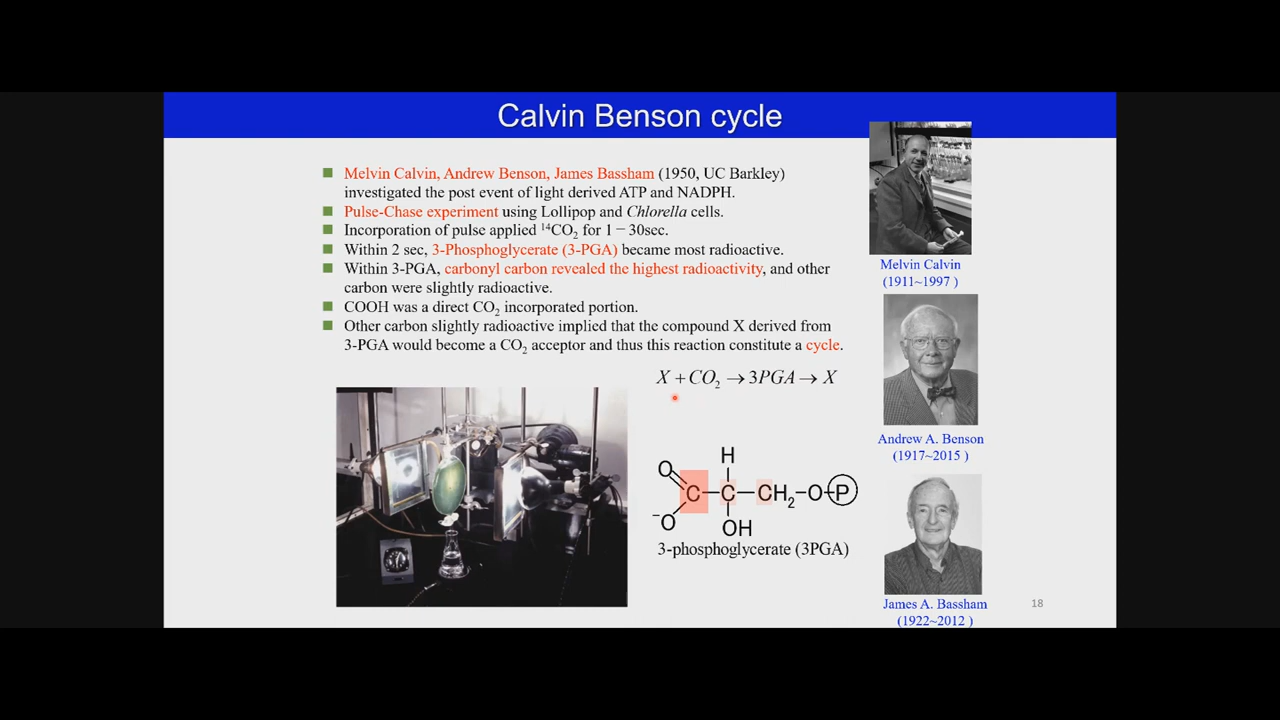 Calvin Benson cycle
Melvin Calvin, Andrew Benson, James Bassham (1950, UC Barkley)
investigated the post event of light derived ATP and NADPH.
Pulse-Chase experiment using Lollipop and Chlorella cells.
Incorporation of pulse applied ¹⁴CO₂ for 1 – 30sec.
Within 2 sec, 3-Phosphoglycerate (3-PGA) became most radioactive.
Within 3-PGA, carbonyl carbon revealed the highest radioactivity, and other
carbon were slightly radioactive.
COOH was a direct CO₂ incorporated portion.
Other carbon slightly radioactive implied that the compound X derived from
3-PGA would become a CO₂ acceptor and thus this reaction constitute a cycle.
X + CO₂ → 3PGA → X
H
O
C – C – CH₂ – O – P
⁻O
OH
3-phosphoglycerate (3PGA)
Melvin Calvin
(1911~1997 )
Andrew A. Benson
(1917~2015 )
James A. Bassham
(1922~2012 )
18